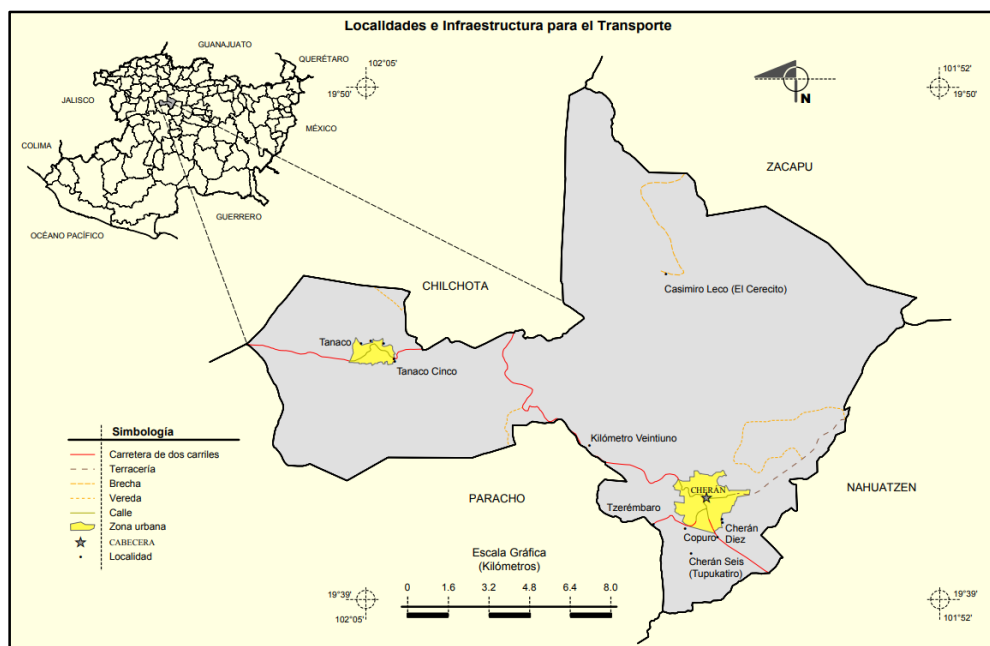 Localidades e Infraestructura para el Transporte
GUANAJUATO
QUERÉTARO
JALISCO
MÉXICO
COLIMA
GUERRERO
OCÉANO PACÍFICO
102°05'
19°50'
101°52'
19°50'
N
ZACAPU
CHILCHOTA
Casimiro Leco (El Cerecito)
Tanaco
Tanaco Cinco
Kilómetro Veintiuno
CHERÁN
NAHUATZEN
PARACHO
Tzerémbaro
Cherán
Diez
Copuro
Cherán Seis
(Tupukatiro)
Simbología
Carretera de dos carriles
Terracería
Brecha
Vereda
Calle
Zona urbana
CABECERA
Localidad
Escala Gráfica
(Kilómetros)
0 1.6 3.2 4.8 6.4 8.0
19°39'
102°05'
19°39'
101°52'